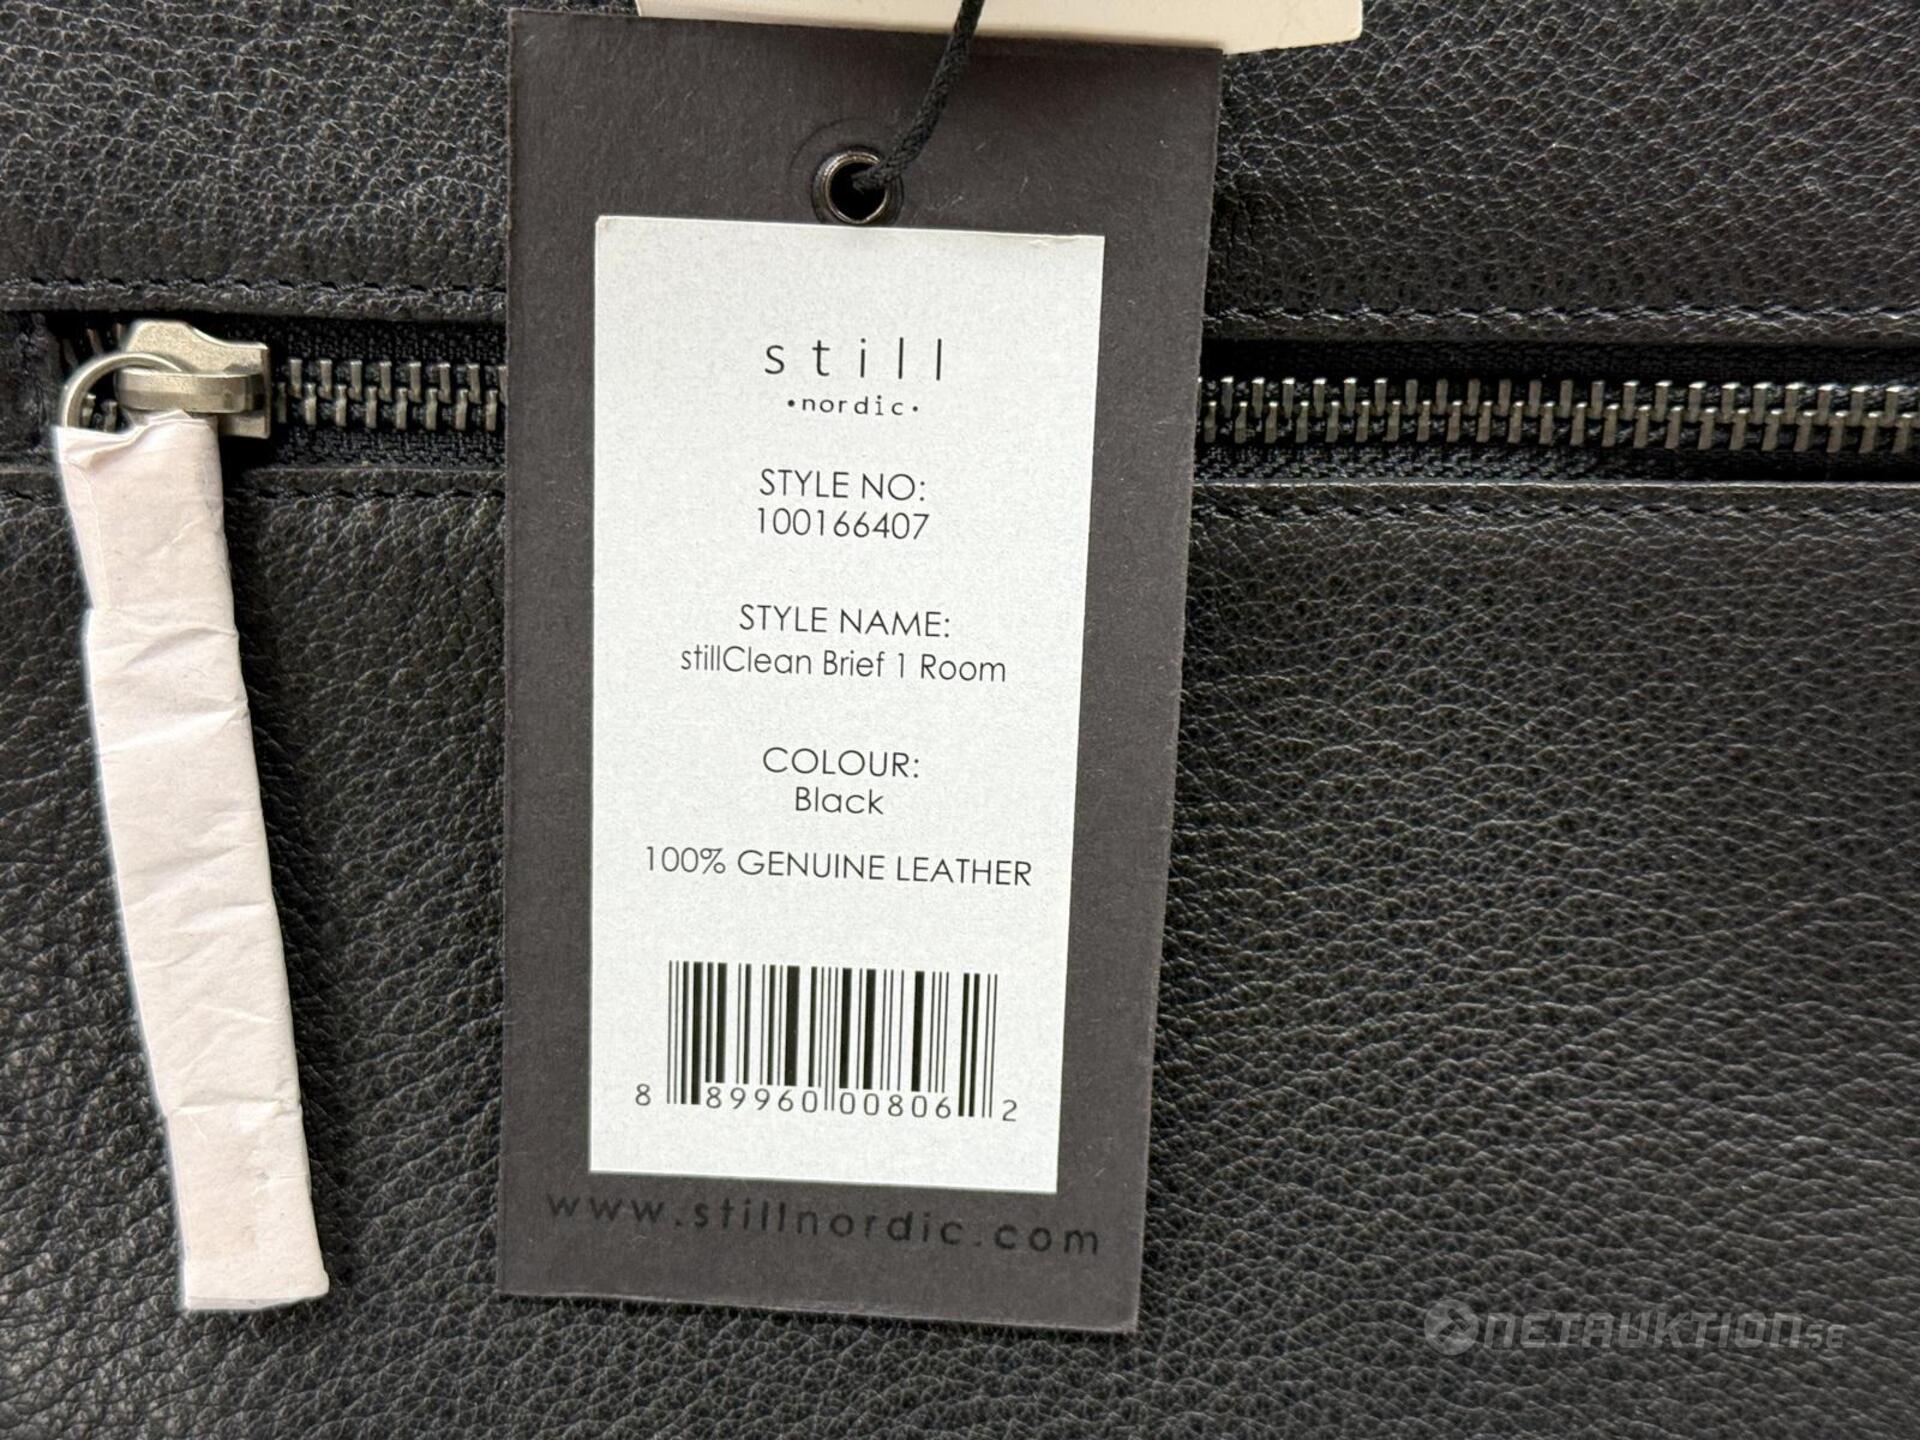 still
•nordic•
STYLE NO:
100166407
STYLE NAME:
stillClean Brief 1 Room
COLOUR:
Black
100% GENUINE LEATHER
8 89960 00806 2
www.stillnordic.com
NETAUKTION.SE